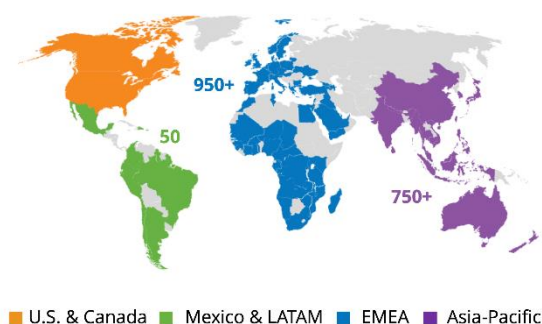 950+
50
750+
U.S. & Canada
Mexico & LATAM
EMEA
Asia-Pacific